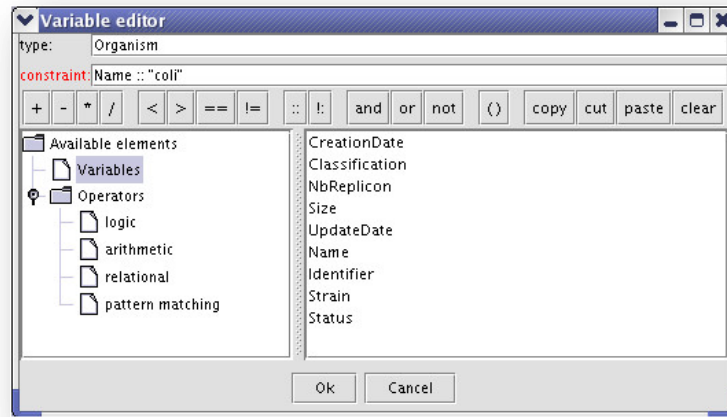 Variable editor
type: Organism
constraint: Name :: "coli"
+ - * / < > == != :: !: and or not () copy cut paste clear
Available elements
Variables
Operators
logic
arithmetic
relational
pattern matching
CreationDate
Classification
NbReplicon
Size
UpdateDate
Name
Identifier
Strain
Status
Ok Cancel